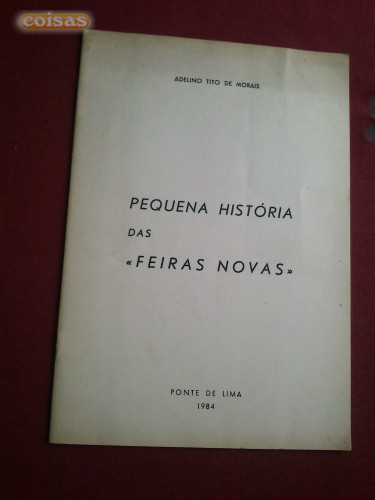 coisas
ADELINO TITO DE MORAIS
PEQUENA HISTÓRIA
DAS
«FEIRAS NOVAS»
PONTE DE LIMA
1984